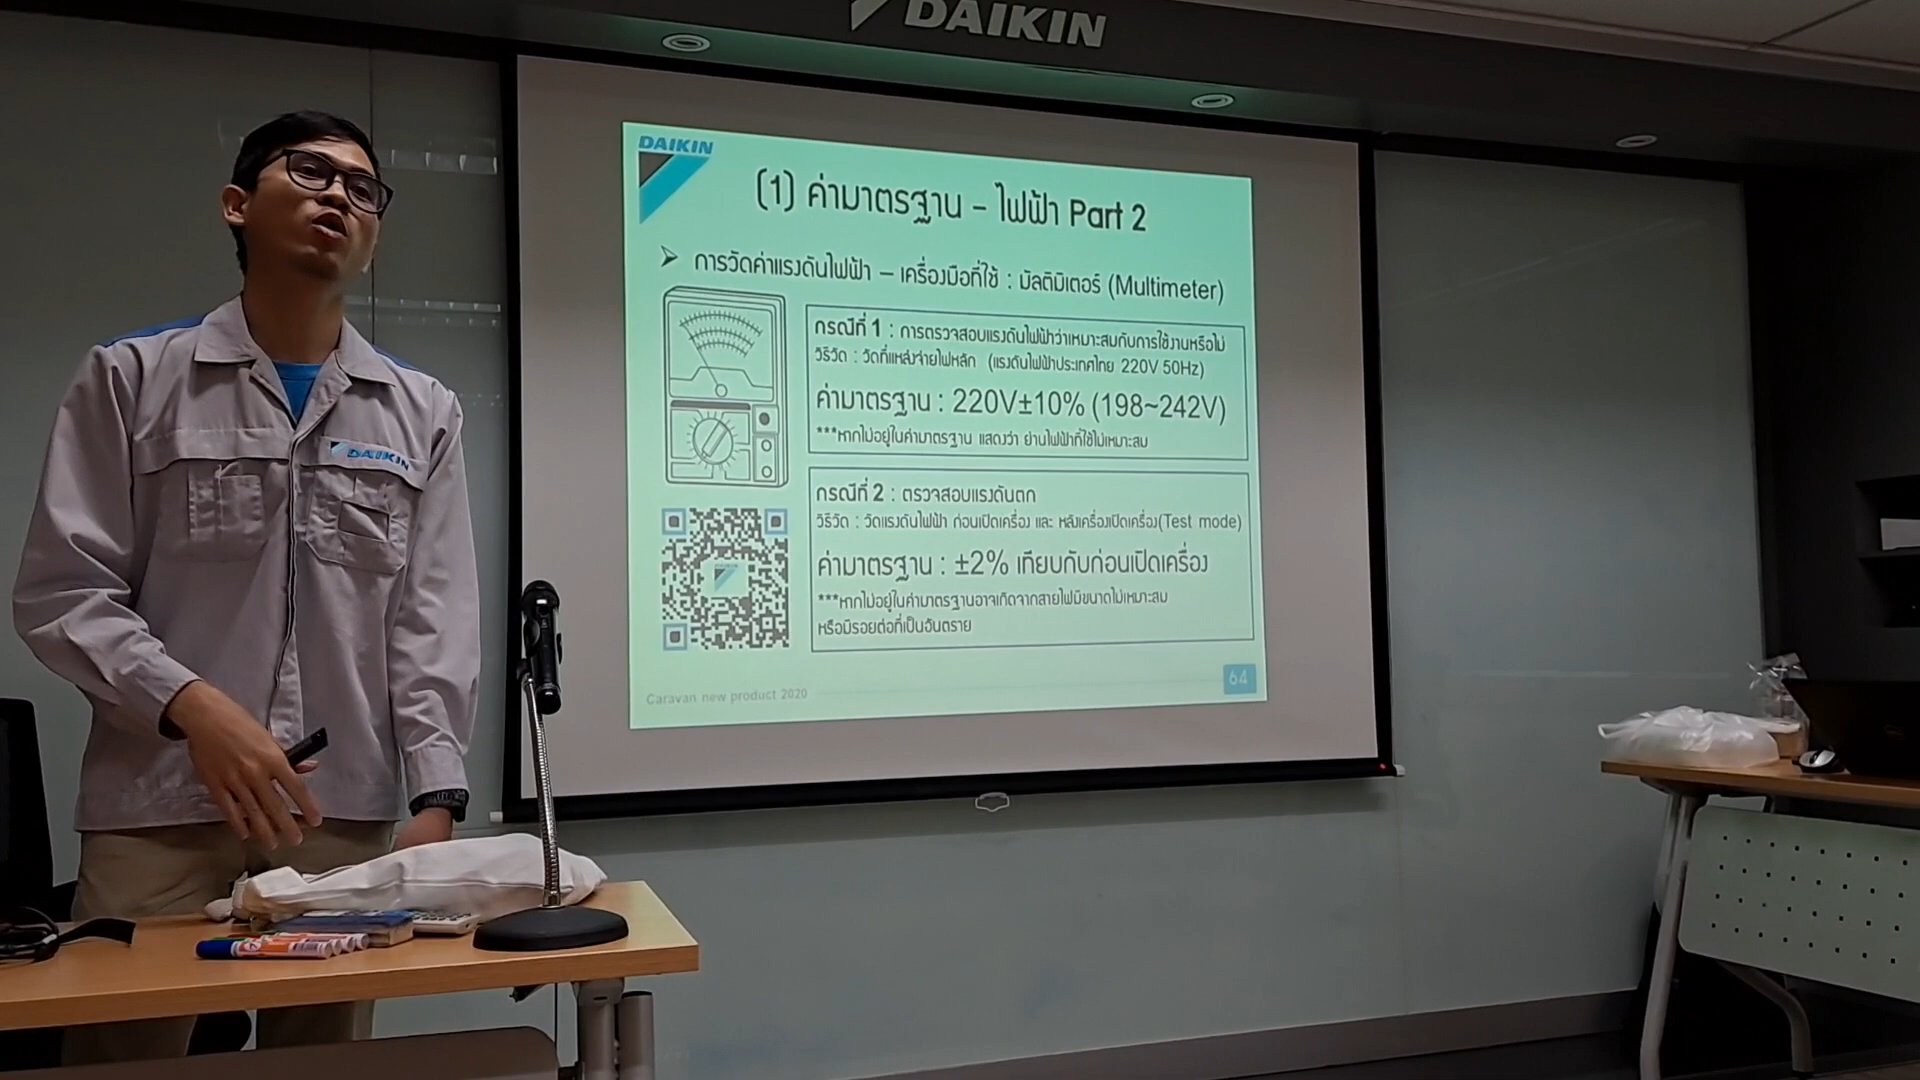 DAIKIN
DAIKIN
(1) ค่ามาตรฐาน – ไฟฟ้า Part 2
➢ การวัดค่าแรงดันไฟฟ้า – เครื่องมือที่ใช้ : มัลติมิเตอร์ (Multimeter)
กรณีที่ 1 : การตรวจสอบแรงดันไฟฟ้าว่าเหมาะสมกับการใช้งานหรือไม่
วิธีวัด : วัดที่แหล่งจ่ายไฟหลัก (แรงดันไฟฟ้าประเทศไทย 220V 50Hz)
ค่ามาตรฐาน : 220V±10% (198~242V)
***หากไม่อยู่ในค่ามาตรฐาน แสดงว่า ย่านไฟฟ้าที่ใช้ไม่เหมาะสม
กรณีที่ 2 : ตรวจสอบแรงดันตก
วิธีวัด : วัดแรงดันไฟฟ้า ก่อนเปิดเครื่อง และ หลังเครื่องเปิดเครื่อง(Test mode)
ค่ามาตรฐาน : ±2% เทียบกับก่อนเปิดเครื่อง
***หากไม่อยู่ในค่ามาตรฐานอาจเกิดจากสายไฟมีขนาดไม่เหมาะสม
หรือมีรอยต่อที่เป็นอันตราย
Caravan new product 2020
64
DAIKIN